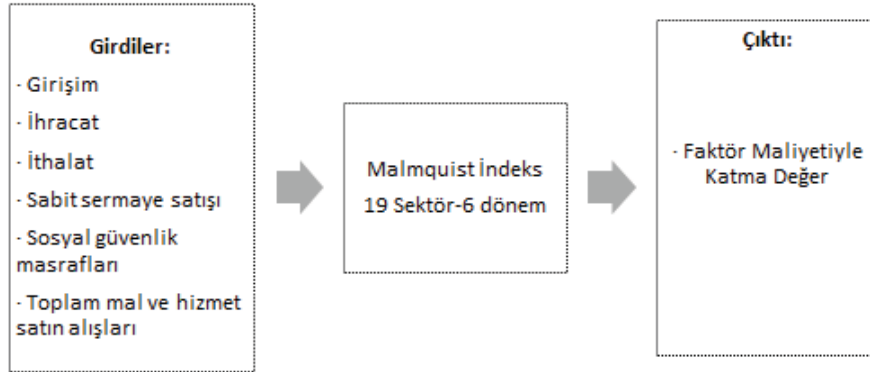 Girdiler:
· Girişim
· İhracat
· İthalat
· Sabit sermaye satışı
· Sosyal güvenlik
masrafları
· Toplam mal ve hizmet
satın alışları
Malmquist İndeks
19 Sektör-6 dönem
Çıktı:
· Faktör Maliyetiyle
Katma Değer